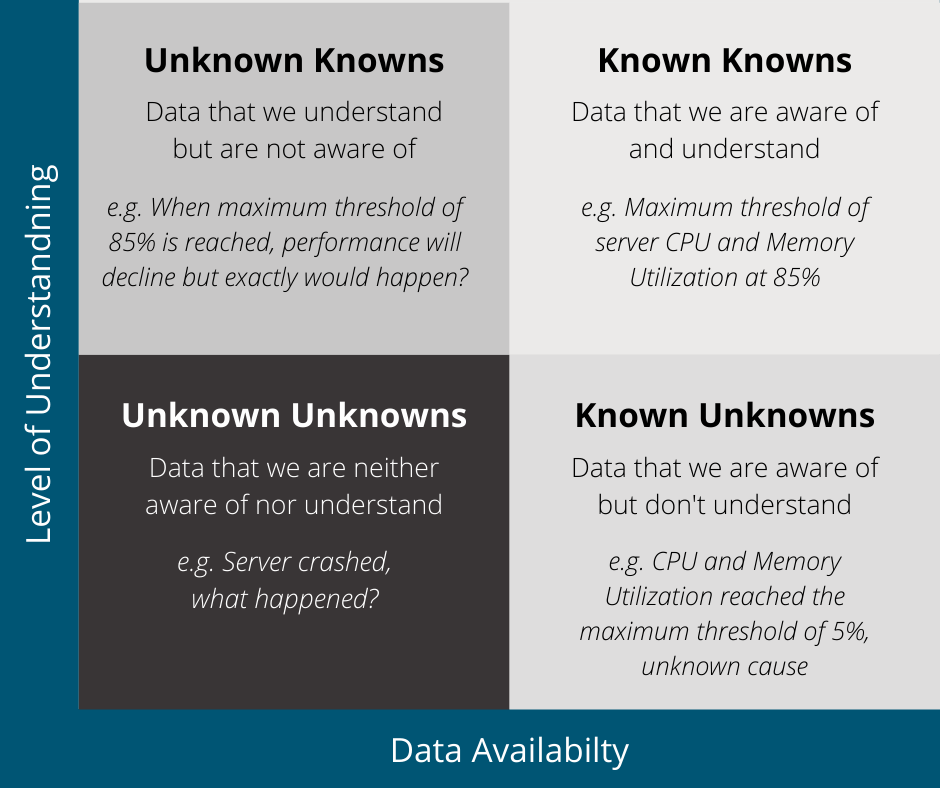 Unknown Knowns
Data that we understand
but are not aware of
e.g. When maximum threshold of
85% is reached, performance will
decline but exactly would happen?
Known Knowns
Data that we are aware of
and understand
e.g. Maximum threshold of
server CPU and Memory
Utilization at 85%
Level of Understandning
Unknown Unknowns
Data that we are neither
aware of nor understand
e.g. Server crashed,
what happened?
Known Unknowns
Data that we are aware of
but don't understand
e.g. CPU and Memory
Utilization reached the
maximum threshold of 5%,
unknown cause
Data Availabilty